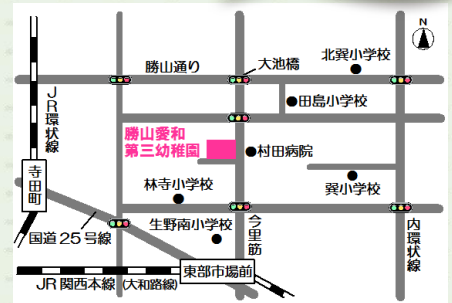 N
北巽小学校
勝山通り
大池橋
JR環状線
田島小学校
勝山愛和
第三幼稚園
村田病院
寺田町
林寺小学校
巽小学校
国道25号線
生野南小学校
今里筋
内環状線
東部市場前
JR関西本線(大和路線)